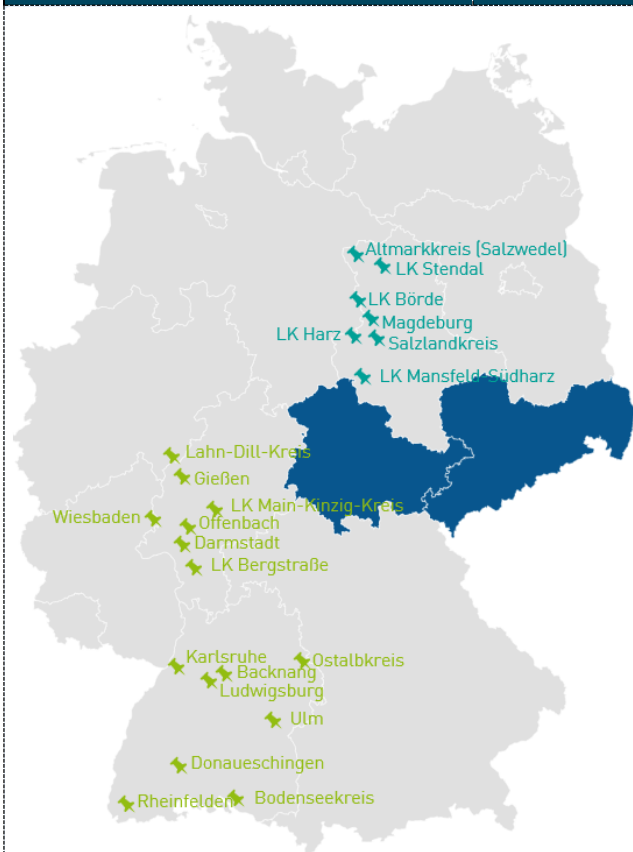 Altmarkkreis (Salzwedel)
LK Stendal
LK Börde
Magdeburg
LK Harz
Salzlandkreis
LK Mansfeld-Südharz
Lahn-Dill-Kreis
Gießen
LK Main-Kinzig-Kreis
Wiesbaden
Offenbach
Darmstadt
LK Bergstraße
Karlsruhe
Ostalbkreis
Backnang
Ludwigsburg
Ulm
Donaueschingen
Rheinfelden
Bodenseekreis